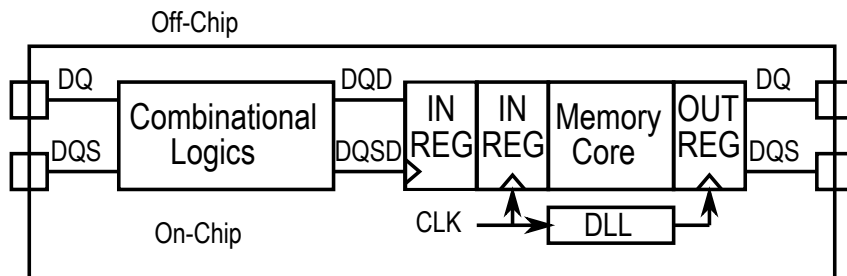 Off-Chip
DQ
DQD
DQ
Combinational
Logics
IN
REG
IN
REG
Memory
Core
OUT
REG
DQS
DQSD
DQS
CLK
DLL
On-Chip